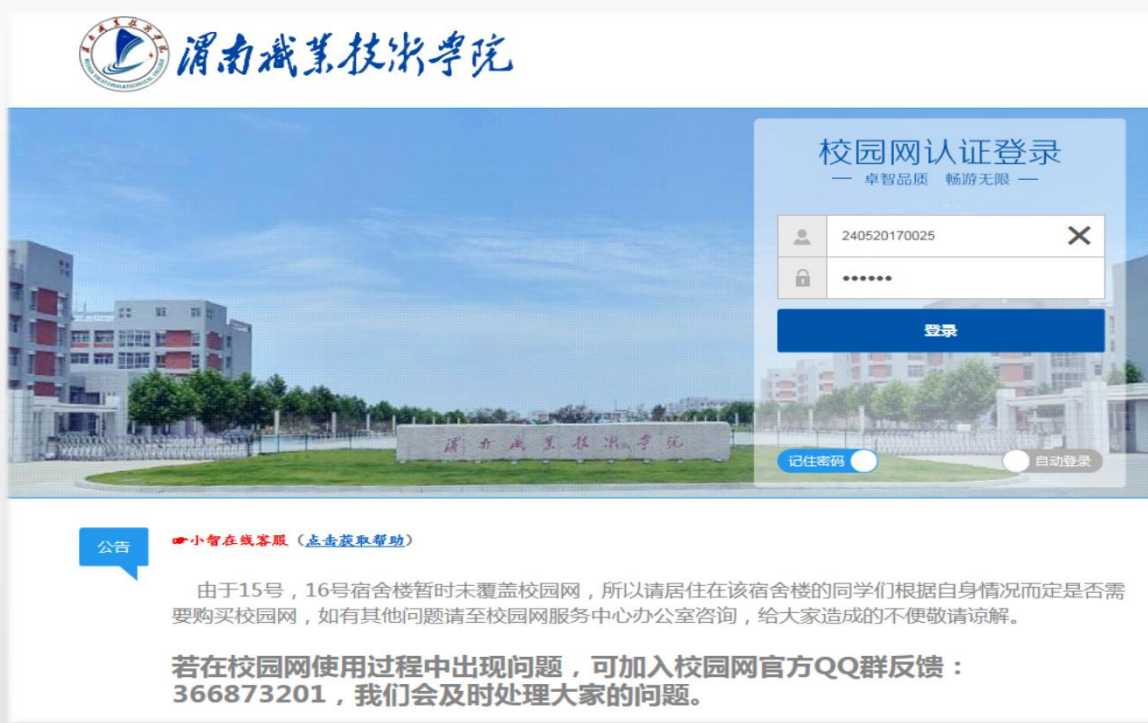 渭南职业技术学院
校园网认证登录
— 卓智品质 畅游无限 —
240520170025
••••••
登录
渭南职业技术学院
记住密码
自动登录
公告
☛小智在线客服（点击获取帮助）
由于15号，16号宿舍楼暂时未覆盖校园网，所以请居住在该宿舍楼的同学们根据自身情况而定是否需
要购买校园网，如有其他问题请至校园网服务中心办公室咨询，给大家造成的不便敬请谅解。
若在校园网使用过程中出现问题，可加入校园网官方QQ群反馈：
366873201，我们会及时处理大家的问题。